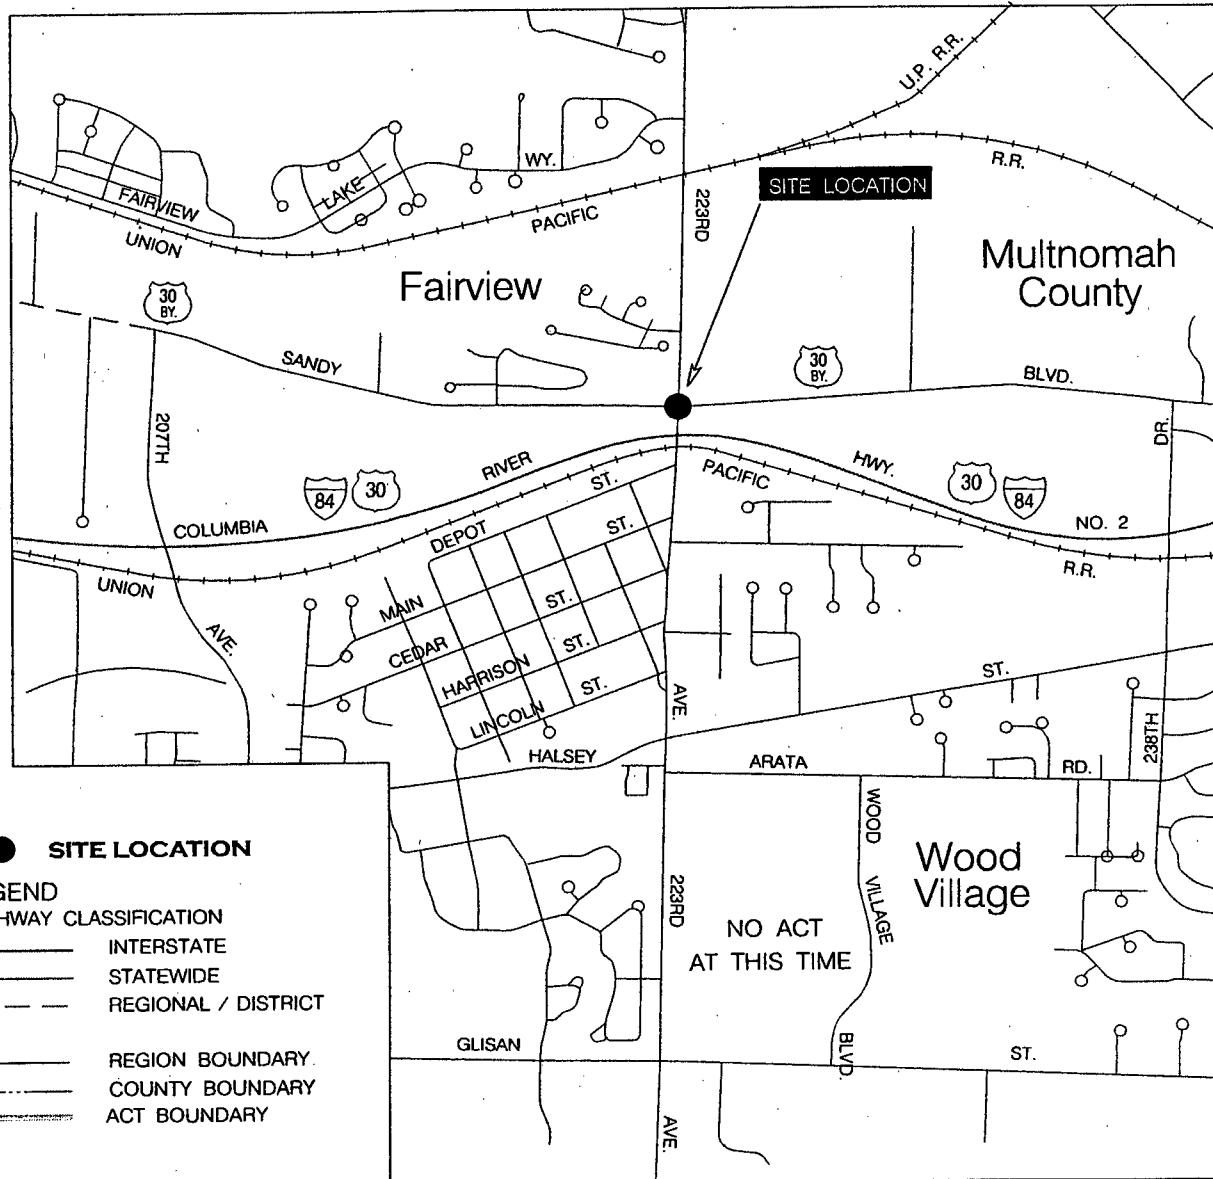 U.P. R.R.
R.R.
WY.
SITE LOCATION
LAKE
FAIRVIEW
223RD
PACIFIC
UNION
Multnomah
County
Fairview
30
BY.
SANDY
30
BY.
BLVD.
207TH
DR.
RIVER
HWY.
PACIFIC
84
30
30
84
ST.
COLUMBIA
NO. 2
DEPOT
ST.
R.R.
UNION
MAIN
ST.
AVE.
CEDAR
ST.
HARRISON
ST.
ST.
AVE.
LINCOLN
HALSEY
ARATA
RD.
238TH
WOOD
VILLAGE
BLVD.
Wood
Village
223RD
NO ACT
AT THIS TIME
GLISAN
ST.
AVE.
SITE LOCATION
GEND
HWAY CLASSIFICATION
INTERSTATE
STATEWIDE
REGIONAL / DISTRICT
REGION BOUNDARY
COUNTY BOUNDARY
ACT BOUNDARY